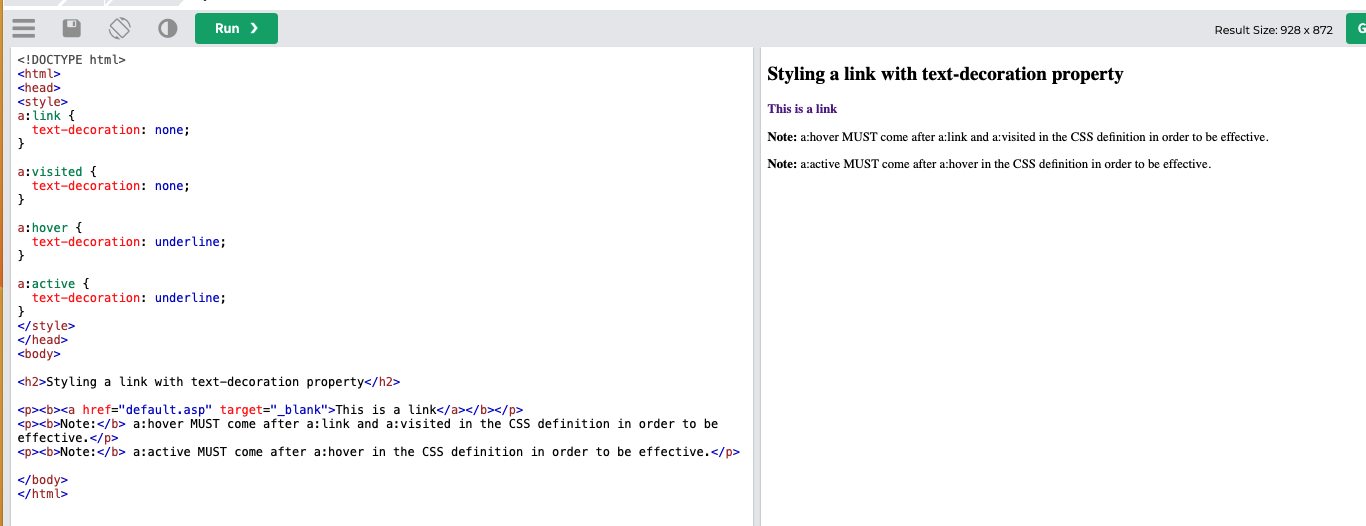 Run ❯
Result Size: 928 x 872
G
<!DOCTYPE html>
<html>
<head>
<style>
a:link {
  text-decoration: none;
}

a:visited {
  text-decoration: none;
}

a:hover {
  text-decoration: underline;
}

a:active {
  text-decoration: underline;
}
</style>
</head>
<body>

<h2>Styling a link with text-decoration property</h2>

<p><b><a href="default.asp" target="_blank">This is a link</a></b></p>
<p><b>Note:</b> a:hover MUST come after a:link and a:visited in the CSS definition in order to be
effective.</p>
<p><b>Note:</b> a:active MUST come after a:hover in the CSS definition in order to be effective.</p>

</body>
</html>
Styling a link with text-decoration property
This is a link
Note: a:hover MUST come after a:link and a:visited in the CSS definition in order to be effective.
Note: a:active MUST come after a:hover in the CSS definition in order to be effective.